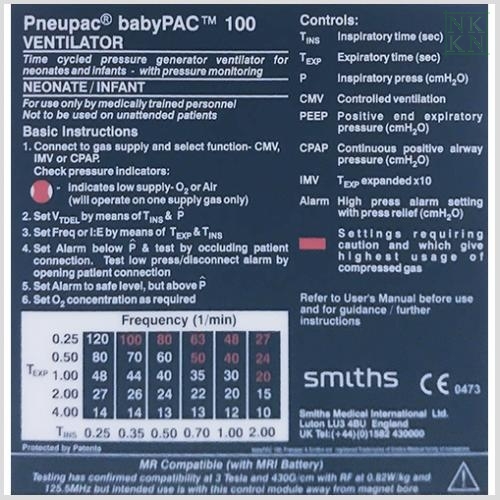 Pneupac® babyPAC™ 100
VENTILATOR
Time cycled pressure generator ventilator for
neonates and infants - with pressure monitoring
NEONATE / INFANT
For use only by medically trained personnel
Not to be used on unattended patients
Basic Instructions
1. Connect to gas supply and select function- CMV,
IMV or CPAP.
Check pressure indicators:
- indicates low supply- O₂ or Air
(will operate on one supply gas only)
2. Set V_TDEL by means of T_INS & P̂
3. Set Freq or I:E by means of T_EXP & T_INS
4. Set Alarm below P̂ & test by occluding patient
connection. Test low press/disconnect alarm by
opening patient connection
5. Set Alarm to safe level, but above P̂
6. Set O₂ concentration as required
Frequency (1/min)
0.25 120 100 80 63 48 27
0.50 80 70 60 50 40 24
T_EXP 1.00 48 44 40 35 30 20
2.00 27 26 24 22 20 15
4.00 14 14 13 13 12 10
T_INS 0.25 0.35 0.50 0.70 1.00 2.00
Protected by Patents
Controls:
T_INS Inspiratory time (sec)
T_EXP Expiratory time (sec)
P Inspiratory press (cmH₂O)
CMV Controlled ventilation
PEEP Positive end expiratory
pressure (cmH₂O)
CPAP Continuous positive airway
pressure (cmH₂O)
IMV T_EXP expanded x10
Alarm High press alarm setting
with press relief (cmH₂O)
Settings requiring
caution and which give
highest usage of
compressed gas
Refer to User's Manual before use
and for guidance / further
instructions
smiths
CE 0473
Smiths Medical International Ltd.
Luton LU3 4BU England
UK Tel:(+44)(0)1582 430000
MR Compatible (with MRI Battery)
Testing has confirmed compatibility at 3 Tesla and 430G/cm with RF at 0.82W/kg and
125.5MHz but intended use is with this control module away from magnet bore
NK
KN